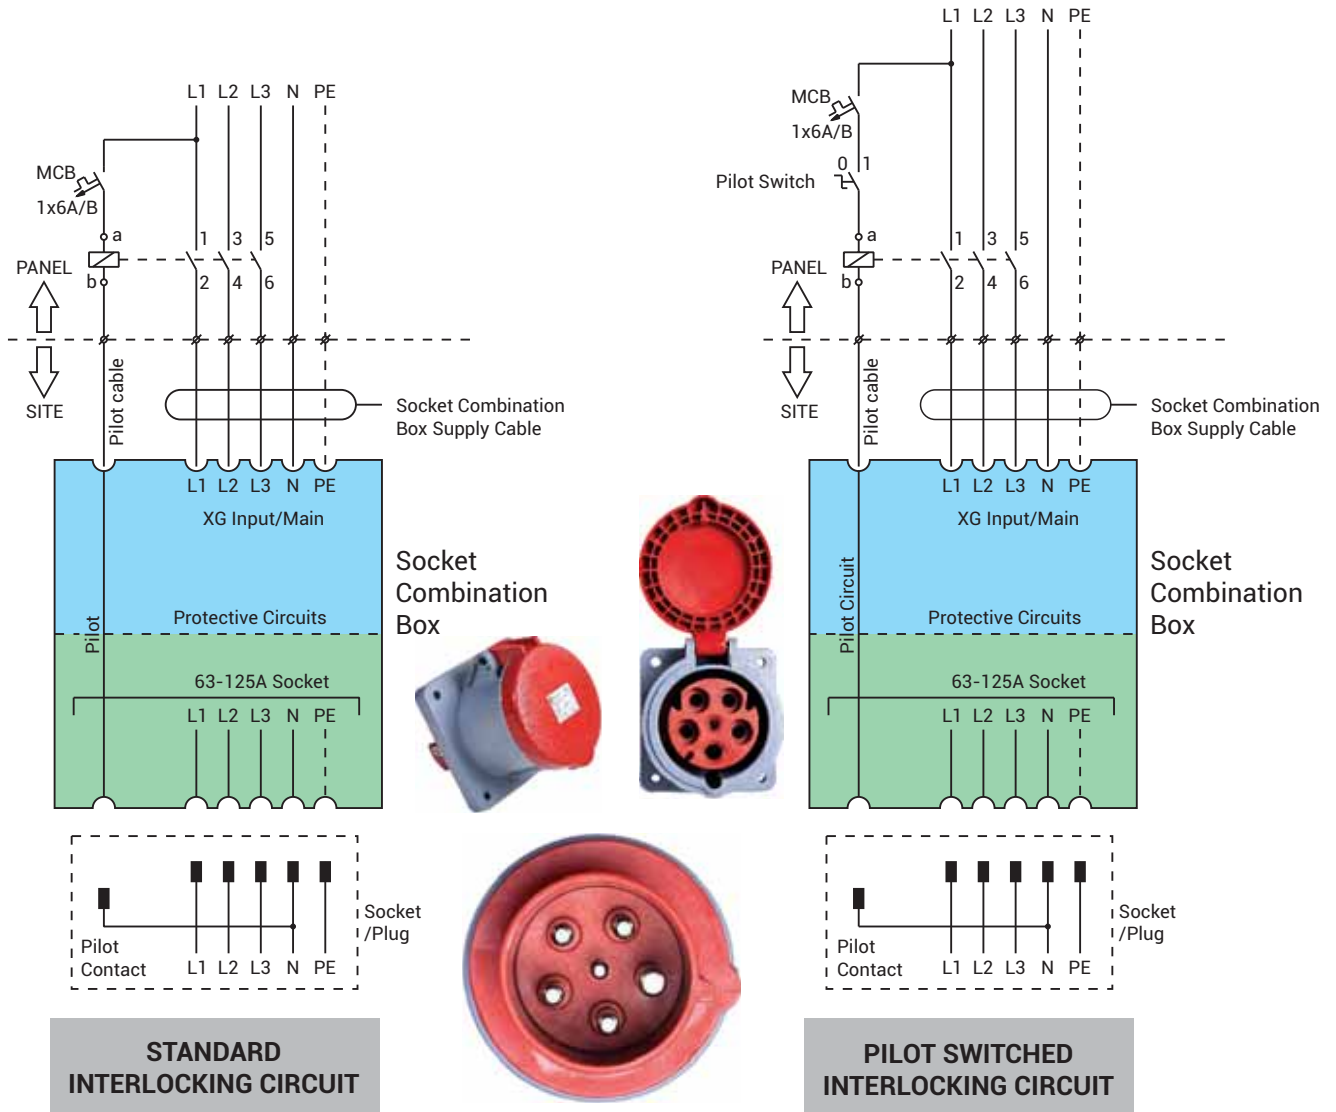 L1 L2 L3 N PE
MCB
1x6A/B
a
1 3 5
PANEL
b
2 4 6
SITE
Pilot cable
Socket Combination
Box Supply Cable
L1 L2 L3 N PE
XG Input/Main
Socket
Combination
Box
Protective Circuits
Pilot
63-125A Socket
L1 L2 L3 N PE
Socket
/Plug
Pilot
Contact
L1 L2 L3 N PE
STANDARD
INTERLOCKING CIRCUIT
L1 L2 L3 N PE
MCB
1x6A/B
0 1
Pilot Switch
a
1 3 5
PANEL
b
2 4 6
SITE
Pilot cable
Socket Combination
Box Supply Cable
L1 L2 L3 N PE
XG Input/Main
Socket
Combination
Box
Pilot Circuit
Protective Circuits
63-125A Socket
L1 L2 L3 N PE
Socket
/Plug
Pilot
Contact
L1 L2 L3 N PE
PILOT SWITCHED
INTERLOCKING CIRCUIT